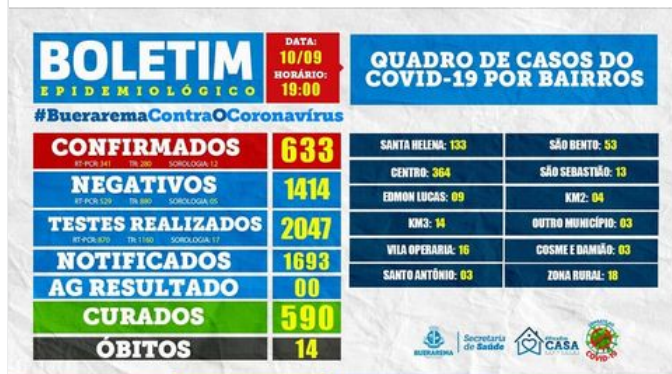 BOLETIM
EPIDEMIOLÓGICO
DATA:
10/09
HORÁRIO:
19:00
#BueraremaContraOCoronavírus
CONFIRMADOS 633
RT-PCR: 341 TR: 280 SOROLOGIA: 12
NEGATIVOS 1414
RT-PCR: 529 TR: 880 SOROLOGIA: 05
TESTES REALIZADOS 2047
RT-PCR: 870 TR: 1160 SOROLOGIA: 17
NOTIFICADOS 1693
AG RESULTADO 00
CURADOS 590
ÓBITOS 14
QUADRO DE CASOS DO
COVID-19 POR BAIRROS
SANTA HELENA: 133 SÃO BENTO: 53
CENTRO: 364 SÃO SEBASTIÃO: 13
EDMON LUCAS: 09 KM2: 04
KM3: 14 OUTRO MUNICÍPIO: 03
VILA OPERARIA: 16 COSME E DAMIÃO: 03
SANTO ANTÔNIO: 03 ZONA RURAL: 18
BUERAREMA
Secretaria
de Saúde
CASA
COVID-19